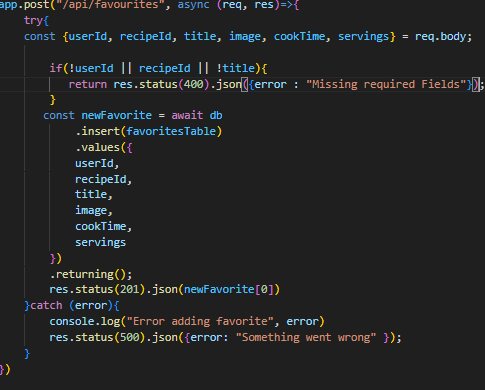 app.post("/api/favourites", async (req, res)=>{
try{
const {userId, recipeId, title, image, cookTime, servings} = req.body;
if(!userId || recipeId || !title){
return res.status(400).json({error : "Missing required Fields"});
}
const newFavorite = await db
.insert(favoritesTable)
.values({
userId,
recipeId,
title,
image,
cookTime,
servings
})
.returning();
res.status(201).json(newFavorite[0])
}catch (error){
console.log("Error adding favorite", error)
res.status(500).json({error: "Something went wrong" });
}
})